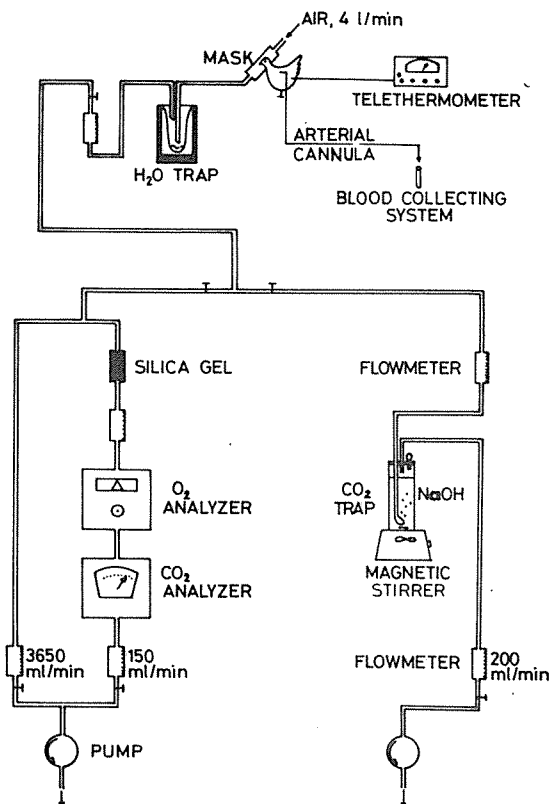 AIR, 4 l/min
MASK
TELETHERMOMETER
ARTERIAL
CANNULA
H₂O TRAP
BLOOD COLLECTING
SYSTEM
SILICA GEL
FLOWMETER
O₂
ANALYZER
CO₂
TRAP
NaOH
CO₂
ANALYZER
MAGNETIC
STIRRER
3650
ml/min
150
ml/min
FLOWMETER
200
ml/min
PUMP